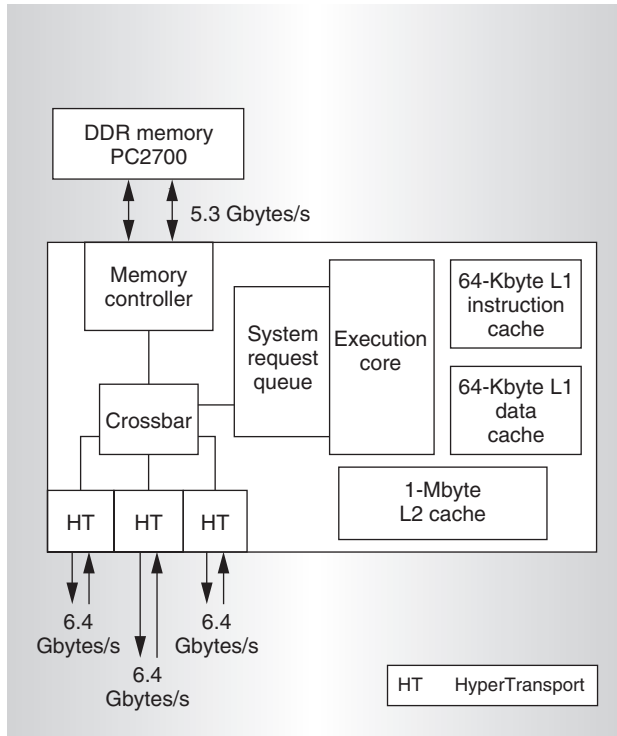 DDR memory
PC2700
5.3 Gbytes/s
Memory
controller
System
request
queue
Execution
core
64-Kbyte L1
instruction
cache
64-Kbyte L1
data
cache
Crossbar
1-Mbyte
L2 cache
HT
HT
HT
6.4
Gbytes/s
6.4
Gbytes/s
6.4
Gbytes/s
HT HyperTransport